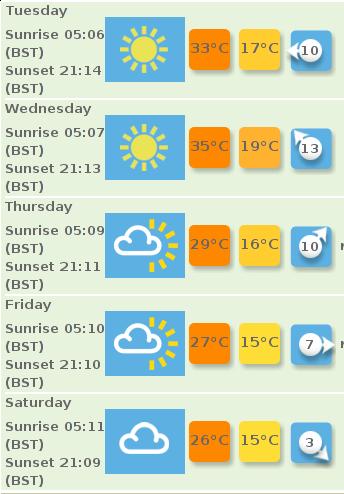 Tuesday
Sunrise 05:06 (BST)
Sunset 21:14 (BST)
33°C 17°C 10
Wednesday
Sunrise 05:07 (BST)
Sunset 21:13 (BST)
35°C 19°C 13
Thursday
Sunrise 05:09 (BST)
Sunset 21:11 (BST)
29°C 16°C 10
Friday
Sunrise 05:10 (BST)
Sunset 21:10 (BST)
27°C 15°C 7
Saturday
Sunrise 05:11 (BST)
Sunset 21:09 (BST)
26°C 15°C 3